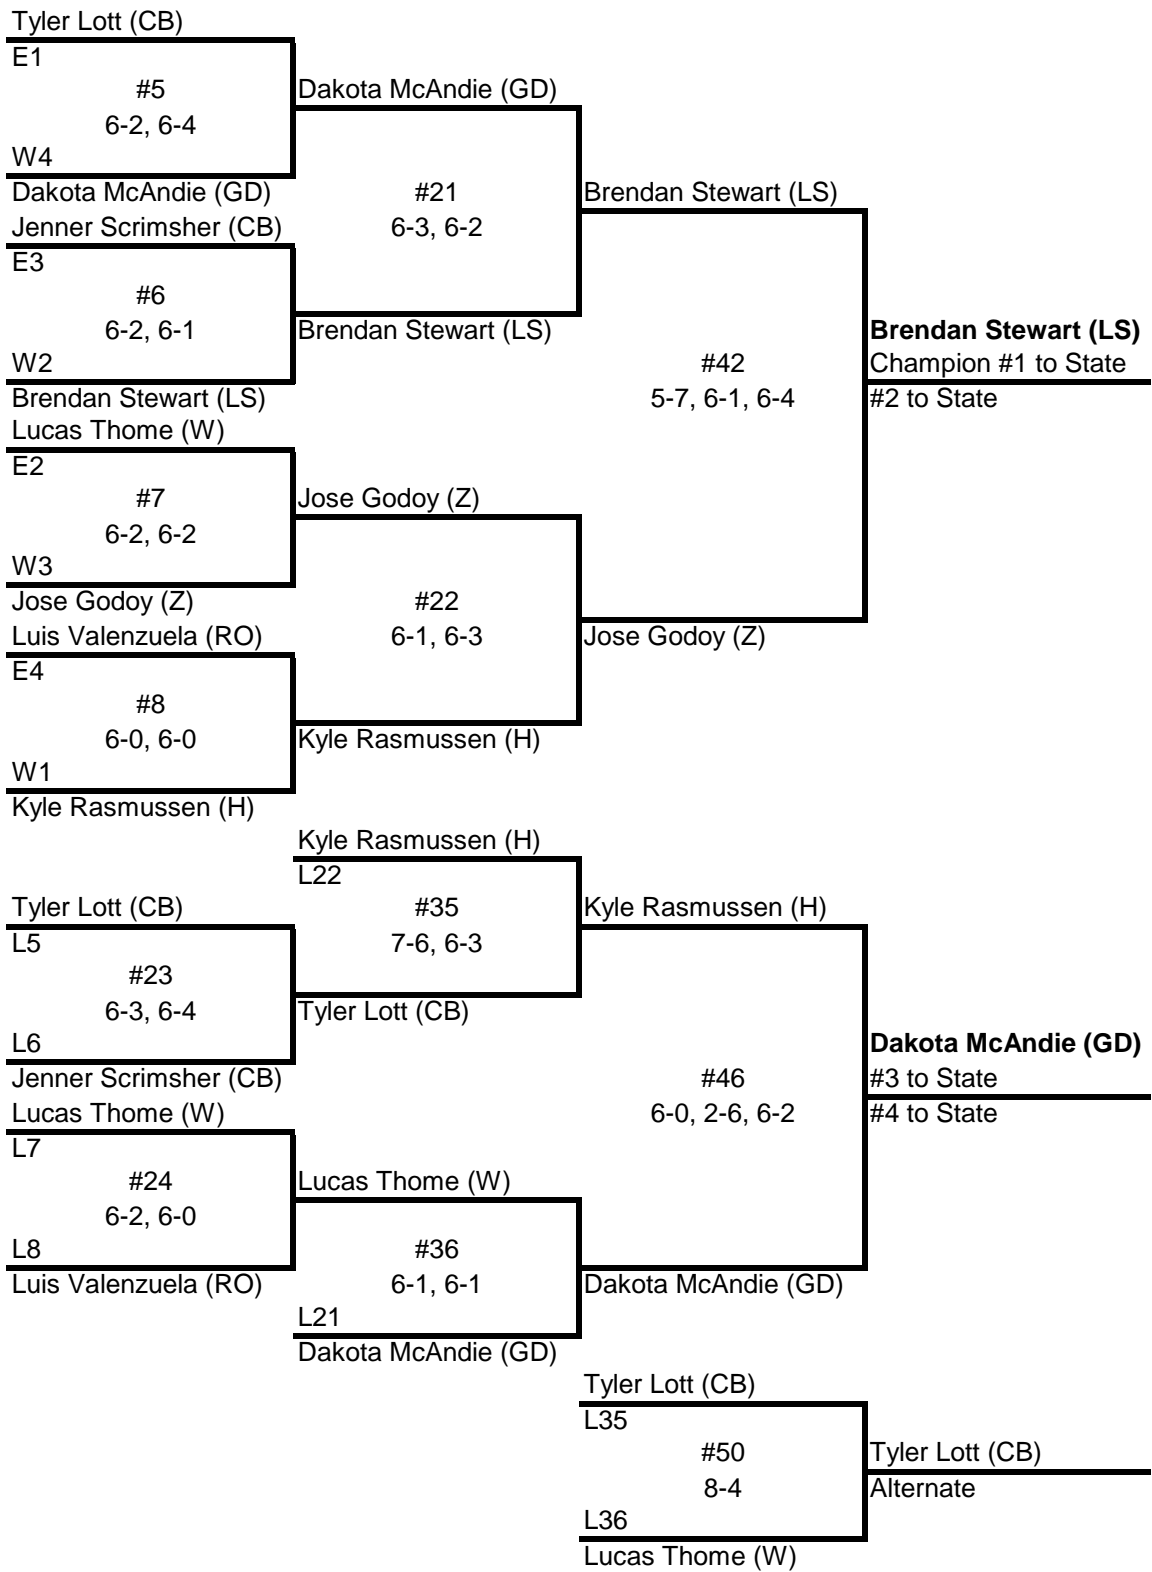 Tyler Lott (CB)
E1
#5
6-2, 6-4
W4
Dakota McAndie (GD)
Dakota McAndie (GD)
Jenner Scrimsher (CB)
E3
#6
6-2, 6-1
W2
Brendan Stewart (LS)
#21
6-3, 6-2
Brendan Stewart (LS)
Brendan Stewart (LS)
Lucas Thome (W)
E2
#7
6-2, 6-2
W3
Jose Godoy (Z)
Jose Godoy (Z)
Luis Valenzuela (RO)
E4
#8
6-0, 6-0
W1
Kyle Rasmussen (H)
#22
6-1, 6-3
Kyle Rasmussen (H)
Jose Godoy (Z)
#42
5-7, 6-1, 6-4
Brendan Stewart (LS)
Champion #1 to State
#2 to State
Kyle Rasmussen (H)
L22
#35
7-6, 6-3
Tyler Lott (CB)
L5
#23
6-3, 6-4
L6
Jenner Scrimsher (CB)
Tyler Lott (CB)
Kyle Rasmussen (H)
Lucas Thome (W)
L7
#24
6-2, 6-0
L8
Luis Valenzuela (RO)
Lucas Thome (W)
#36
6-1, 6-1
L21
Dakota McAndie (GD)
Dakota McAndie (GD)
#46
6-0, 2-6, 6-2
Dakota McAndie (GD)
#3 to State
#4 to State
Tyler Lott (CB)
L35
#50
8-4
L36
Lucas Thome (W)
Tyler Lott (CB)
Alternate